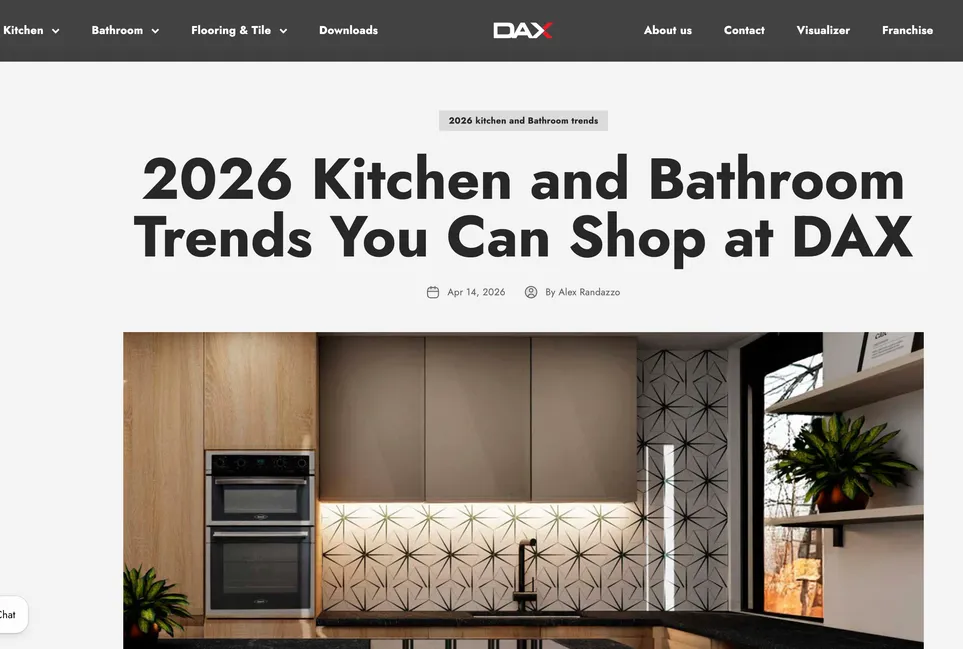 Kitchen Bathroom Flooring & Tile Downloads DAX About us Contact Visualizer Franchise
2026 kitchen and Bathroom trends
2026 Kitchen and Bathroom
Trends You Can Shop at DAX
Apr 14, 2026 By Alex Randazzo
Chat